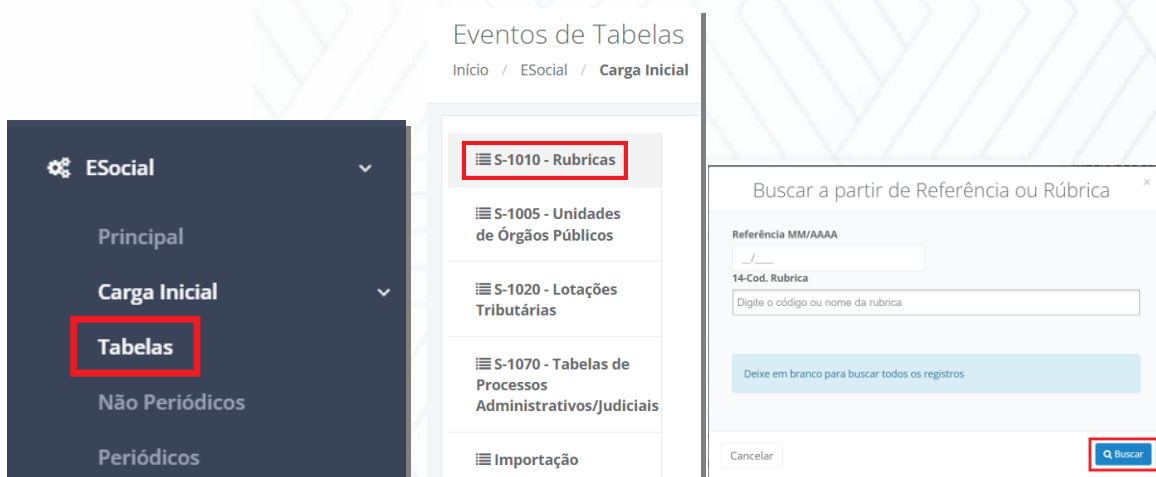 ESocial
Principal
Carga Inicial
Tabelas
Não Periódicos
Periódicos
Eventos de Tabelas
Início / ESocial / Carga Inicial
S-1010 - Rubricas
S-1005 - Unidades
de Órgãos Públicos
S-1020 - Lotações
Tributárias
S-1070 - Tabelas de
Processos
Administrativos/Judiciais
Importação
Buscar a partir de Referência ou Rúbrica ×
Referência MM/AAAA
__/____
14-Cod. Rubrica
Digite o código ou nome da rubrica
Deixe em branco para buscar todos os registros
Cancelar
Buscar